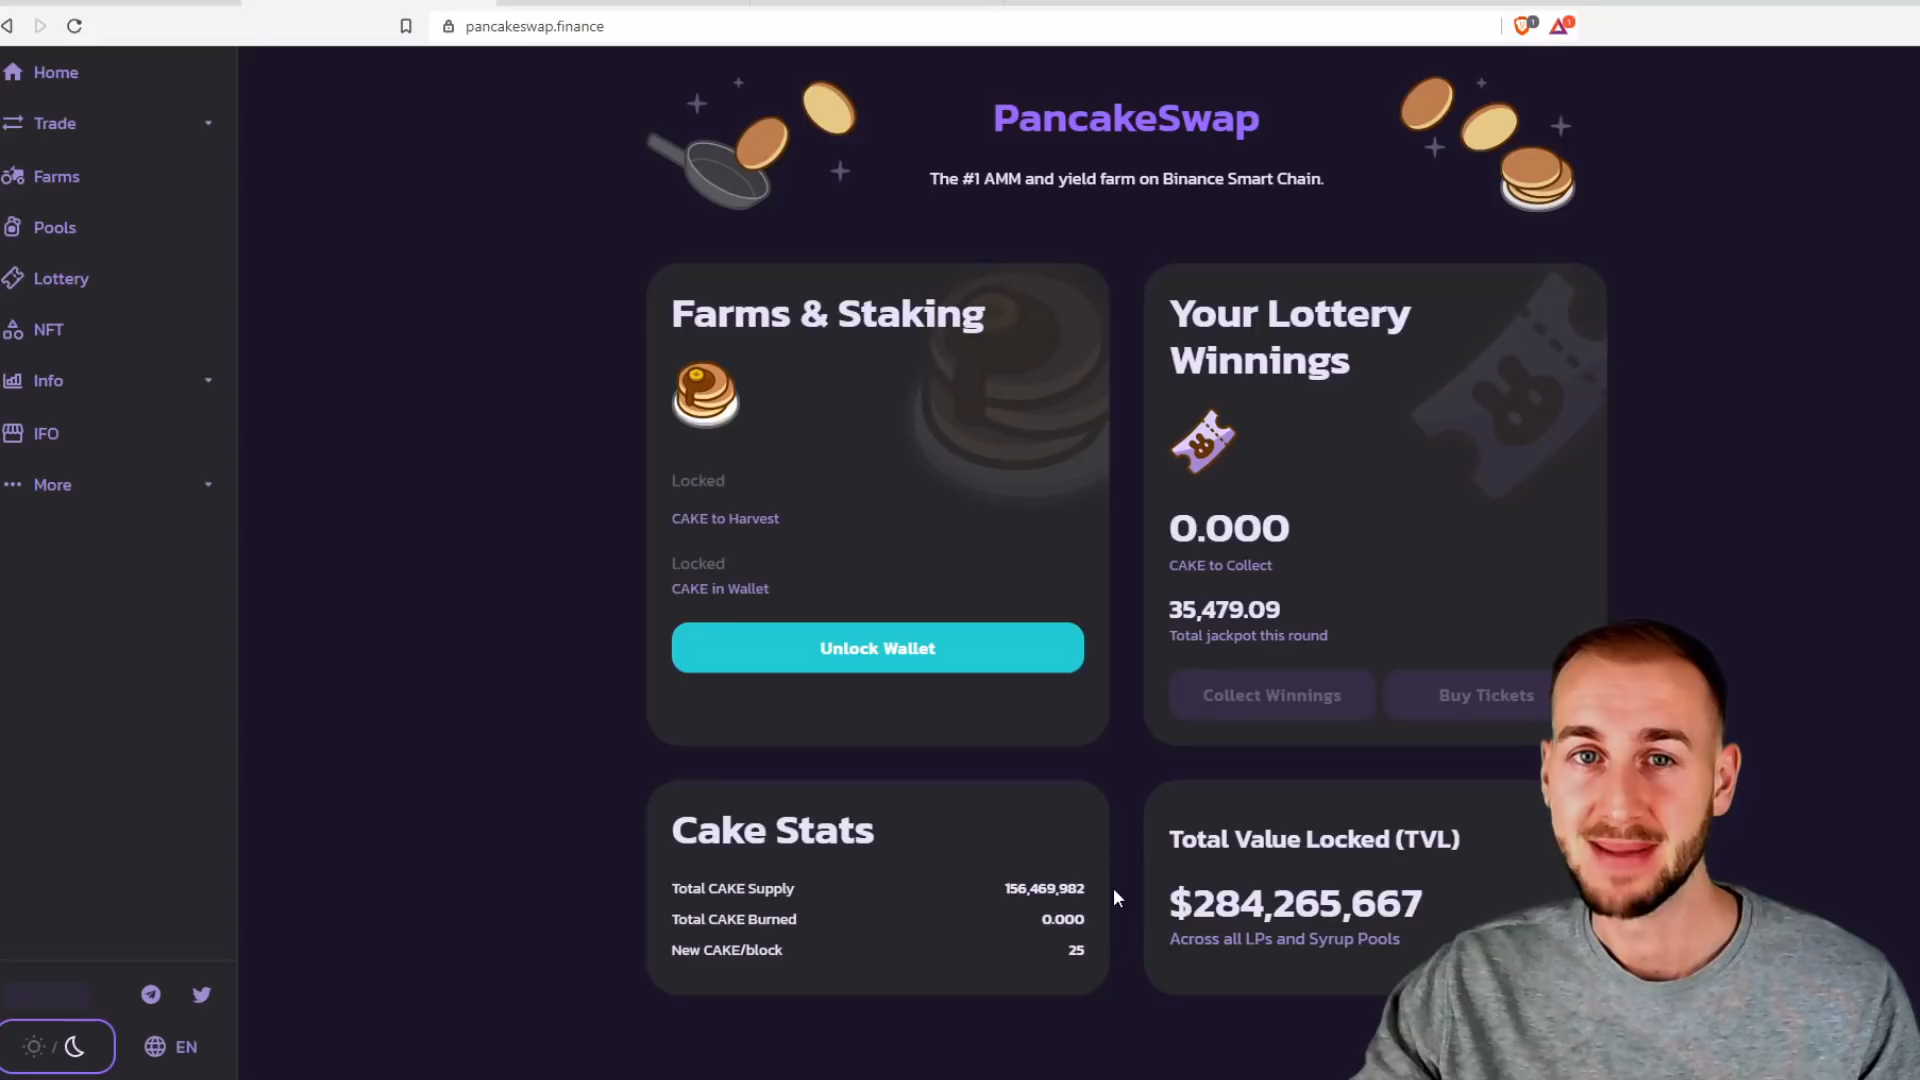 pancakeswap.finance
1
1
Home
Trade
Farms
Pools
Lottery
NFT
Info
IFO
More
EN
PancakeSwap
The #1 AMM and yield farm on Binance Smart Chain.
Farms & Staking
Locked
CAKE to Harvest
Locked
CAKE in Wallet
Unlock Wallet
Your Lottery
Winnings
0.000
CAKE to Collect
35,479.09
Total jackpot this round
Collect Winnings
Buy Tickets
Cake Stats
Total CAKE Supply 156,469,982
Total CAKE Burned 0.000
New CAKE/block 25
Total Value Locked (TVL)
$284,265,667
Across all LPs and Syrup Pools